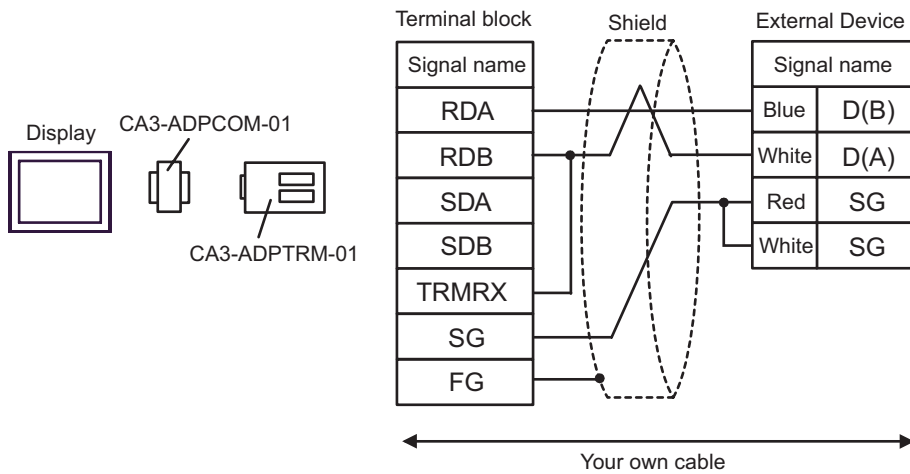 Terminal block
Shield
External Device
Signal name
Signal name
RDA
Blue D(B)
Display
CA3-ADPCOM-01
RDB
White D(A)
SDA
Red SG
CA3-ADPTRM-01
SDB
White SG
TRMRX
SG
FG
Your own cable